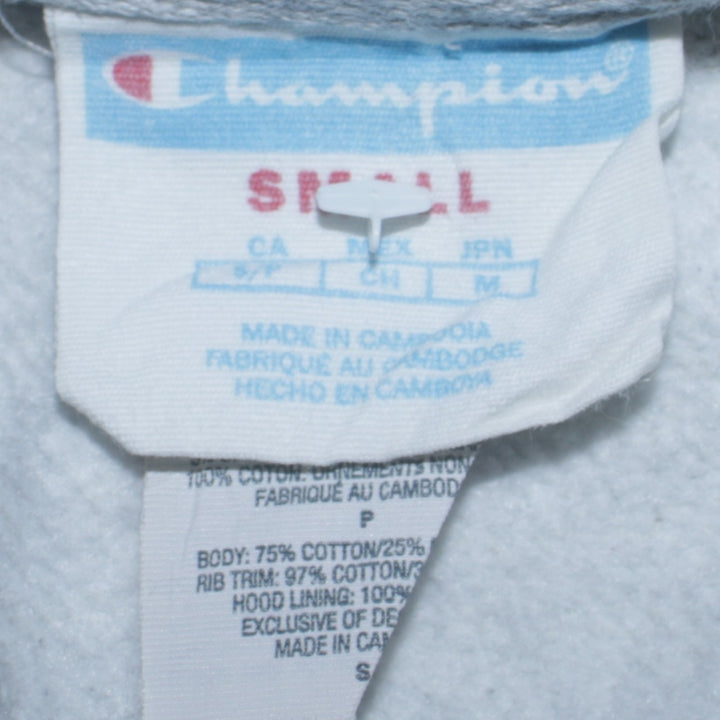 Champion®
SMALL
CA MEX JPN
S/P CH M
MADE IN CAMBODIA
FABRIQUÉ AU CAMBODGE
HECHO EN CAMBOYA
100% COTON. ORNEMENTS NON
FABRIQUÉ AU CAMBOD
P
BODY: 75% COTTON/25%
RIB TRIM: 97% COTTON/3
HOOD LINING: 100%
EXCLUSIVE OF DE
MADE IN CAM
S